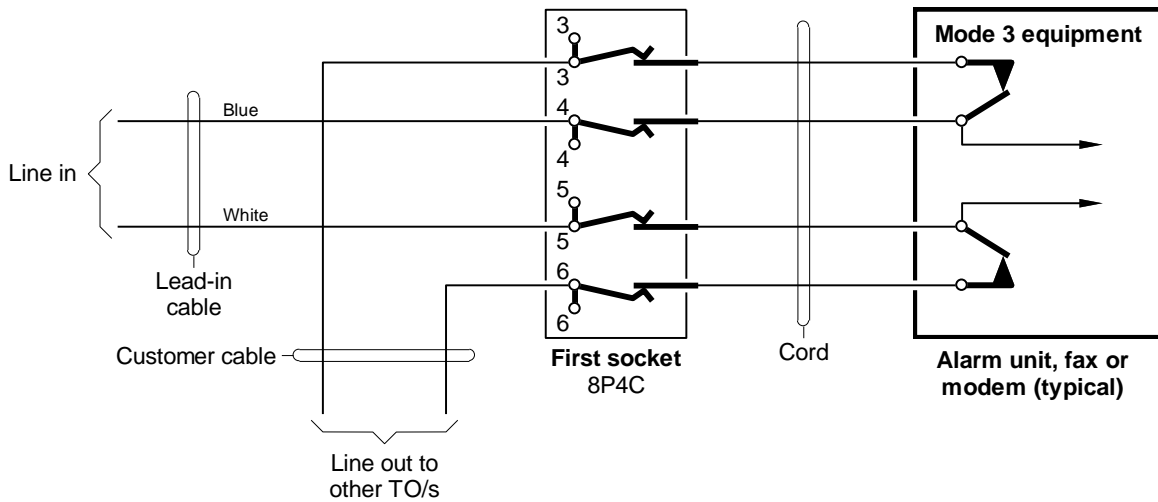 3
3
4
4
5
5
6
6
Mode 3 equipment
Blue
Line in
White
Lead-in
cable
Customer cable
First socket
8P4C
Cord
Alarm unit, fax or
modem (typical)
Line out to
other TO/s